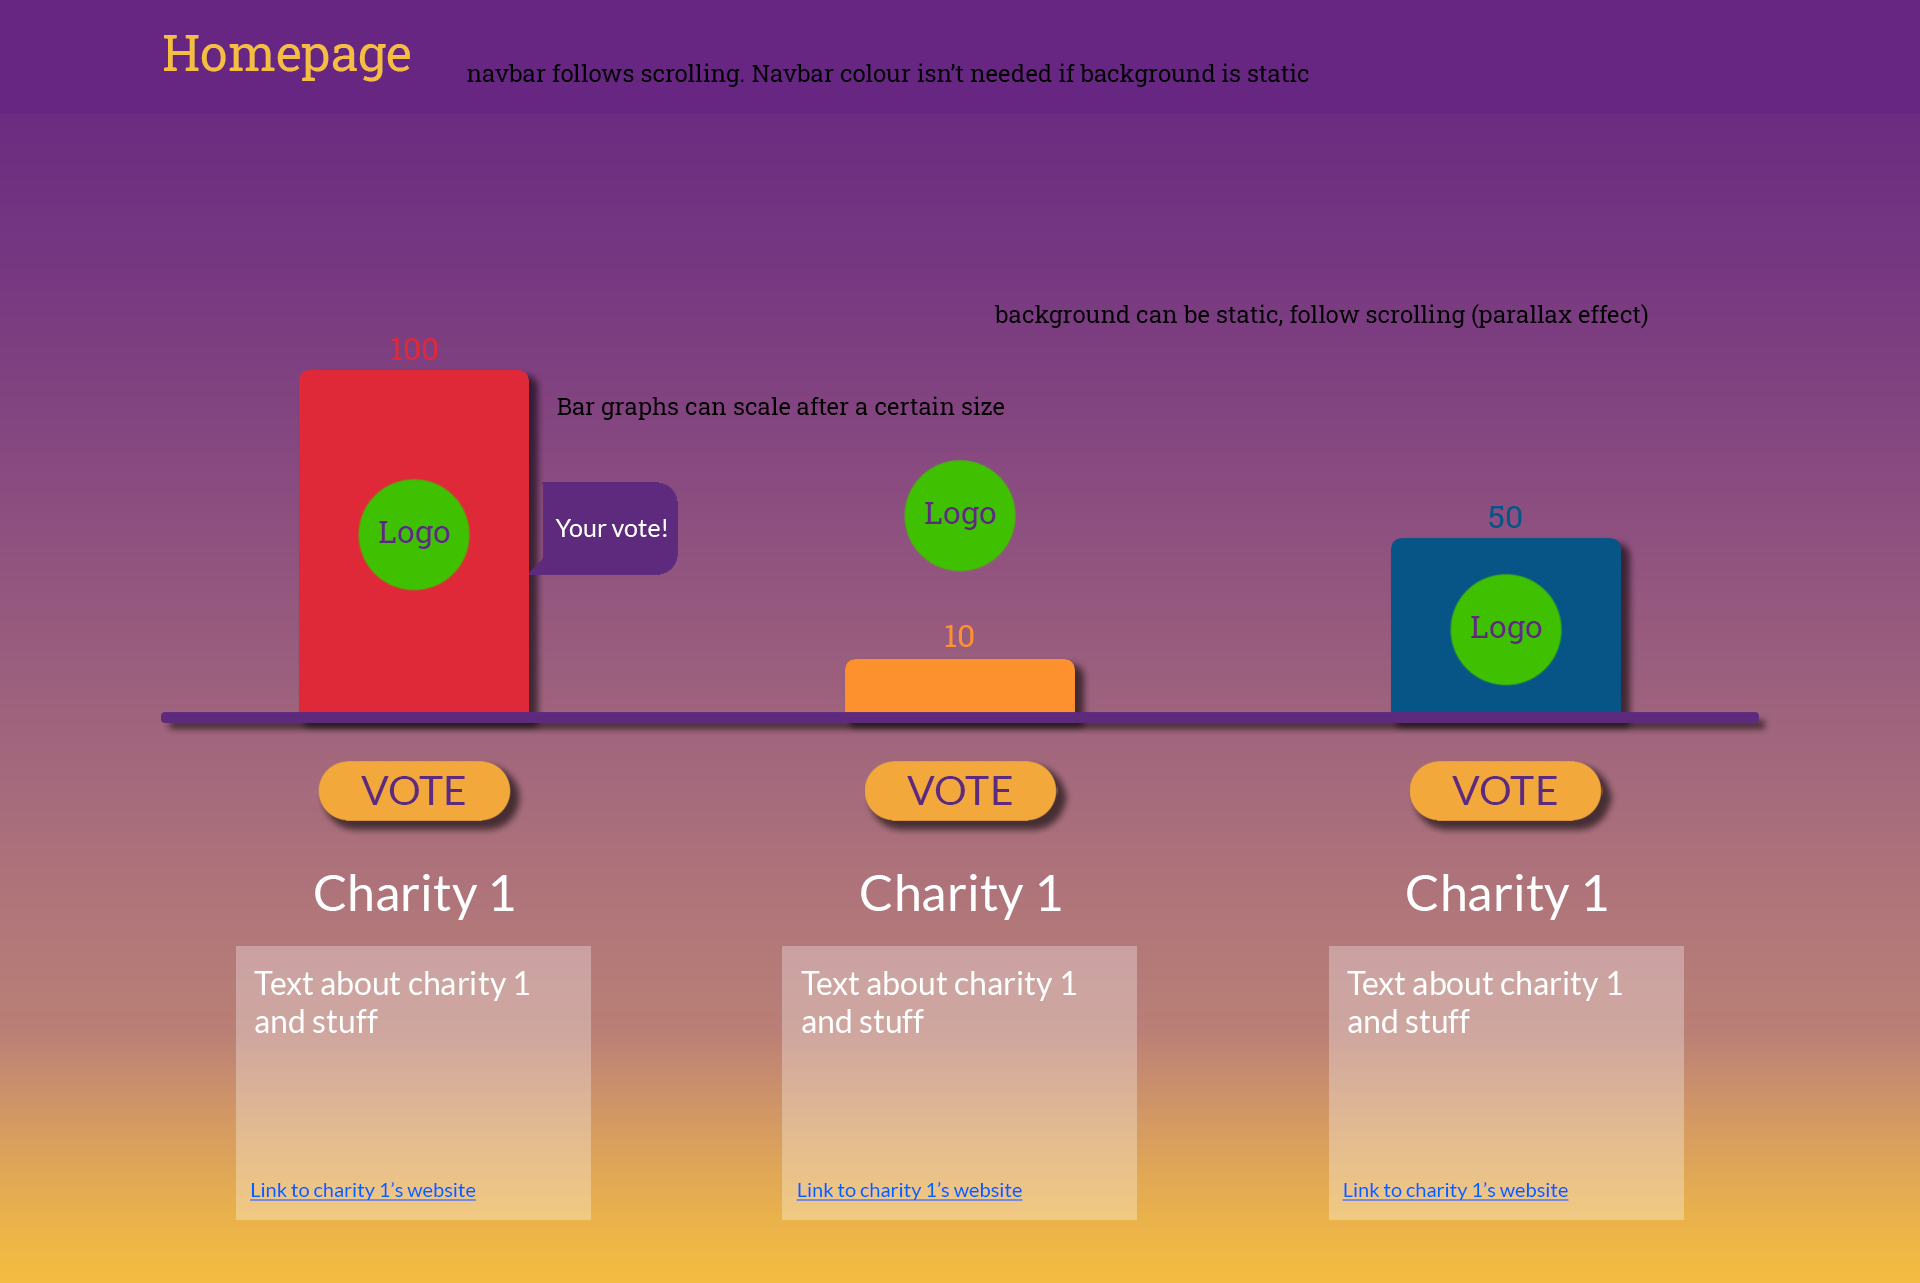 Homepage
navbar follows scrolling. Navbar colour isn't needed if background is static
background can be static, follow scrolling (parallax effect)
100
Bar graphs can scale after a certain size
Logo
Your vote!
Logo
10
50
Logo
VOTE
VOTE
VOTE
Charity 1
Charity 1
Charity 1
Text about charity 1
and stuff
Link to charity 1's website
Text about charity 1
and stuff
Link to charity 1's website
Text about charity 1
and stuff
Link to charity 1's website